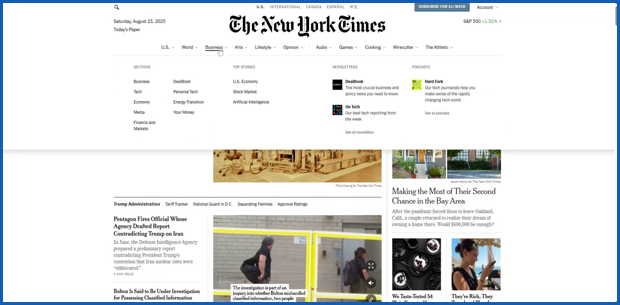 U.S.
INTERNATIONAL
CANADA
ESPAÑOL
中文
SUBSCRIBE FOR $1/WEEK
Account
Saturday, August 23, 2025
Today's Paper
The New York Times
S&P 500 +1.52% ↑
U.S.
World
Business
Arts
Lifestyle
Opinion
Audio
Games
Cooking
Wirecutter
The Athletic
SECTIONS
Business
Tech
Economy
Media
Finance and
Markets
DealBook
Personal Tech
Energy Transition
Your Money
TOP STORIES
U.S. Economy
Stock Market
Artificial Intelligence
NEWSLETTERS
DealBook
The most crucial business and
policy news you need to know.
On Tech
Our best tech reporting from
the week.
See all newsletters
PODCASTS
Hard Fork
Our tech journalists help you
make sense of the rapidly
changing tech world.
See all podcasts
Trump Administration
Tariff Tracker
National Guard in D.C.
Separating Families
Approval Ratings
Pentagon Fires Official Whose
Agency Drafted Report
Contradicting Trump on Iran
In June, the Defense Intelligence Agency
prepared a preliminary report
contradicting President Trump's
contention that Iran nuclear sites were
"obliterated."
Bolton Is Said to Be Under Investigation
for Possessing Classified Information
The investigation is part of an
inquiry into whether Bolton mishandled
classified information, two people
Making the Most of Their Second
Chance in the Bay Area
After the pandemic forced them to leave Oakland,
Calif., a couple returned to realize their dream of
owning a home there. Would $600,000 be enough?
We Taste-Tested 54
They're Rich, They